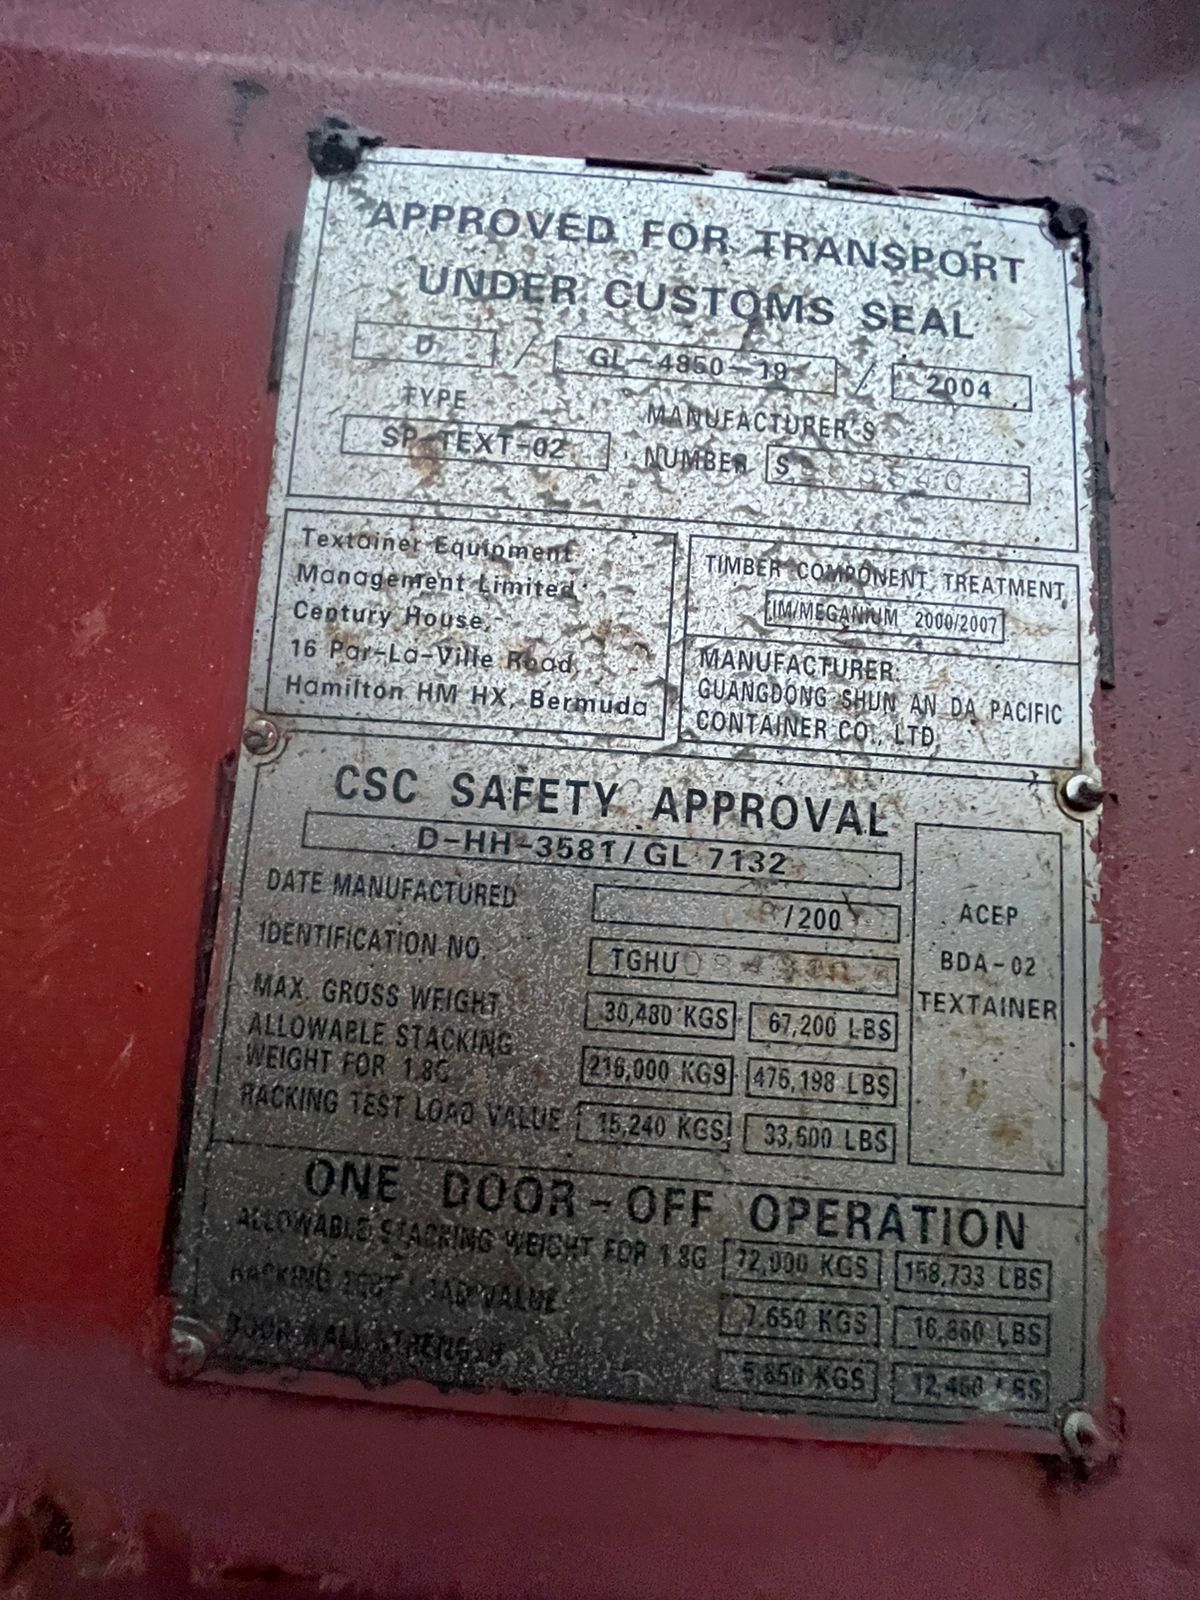 APPROVED FOR TRANSPORT
UNDER CUSTOMS SEAL
D / GL-4850-19 / 2004
TYPE MANUFACTURER'S
SP-TEXT-02 NUMBER
Textainer Equipment
Management Limited
Century House,
16 Par-La-Ville Road,
Hamilton HM HX, Bermuda
TIMBER COMPONENT TREATMENT
IM/MEGANIUM 2000/2007
MANUFACTURER:
GUANGDONG SHUN AN DA PACIFIC
CONTAINER CO., LTD.
CSC SAFETY APPROVAL
D-HH-3581/GL 7132
DATE MANUFACTURED
IDENTIFICATION NO. TGHU
MAX. GROSS WEIGHT 30,480 KGS 67,200 LBS
ALLOWABLE STACKING
WEIGHT FOR 1.8G 216,000 KGS 476,198 LBS
RACKING TEST LOAD VALUE 15,240 KGS 33,600 LBS
ACEP
BDA-02
TEXTAINER
ONE DOOR-OFF OPERATION
ALLOWABLE STACKING WEIGHT FOR 1.8G 72,000 KGS 158,733 LBS
RACKING TEST LOAD VALUE 7,650 KGS LBS
KGS